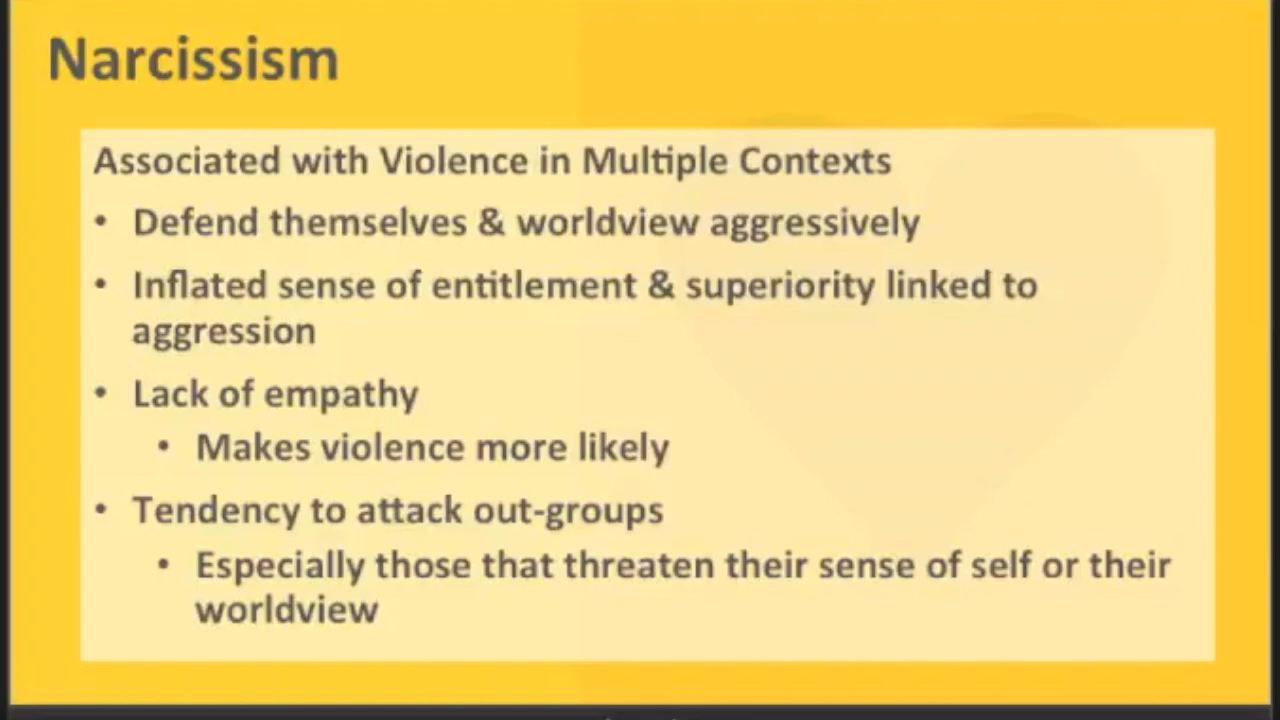 Narcissism
Associated with Violence in Multiple Contexts
• Defend themselves & worldview aggressively
• Inflated sense of entitlement & superiority linked to
aggression
• Lack of empathy
• Makes violence more likely
• Tendency to attack out-groups
• Especially those that threaten their sense of self or their
worldview